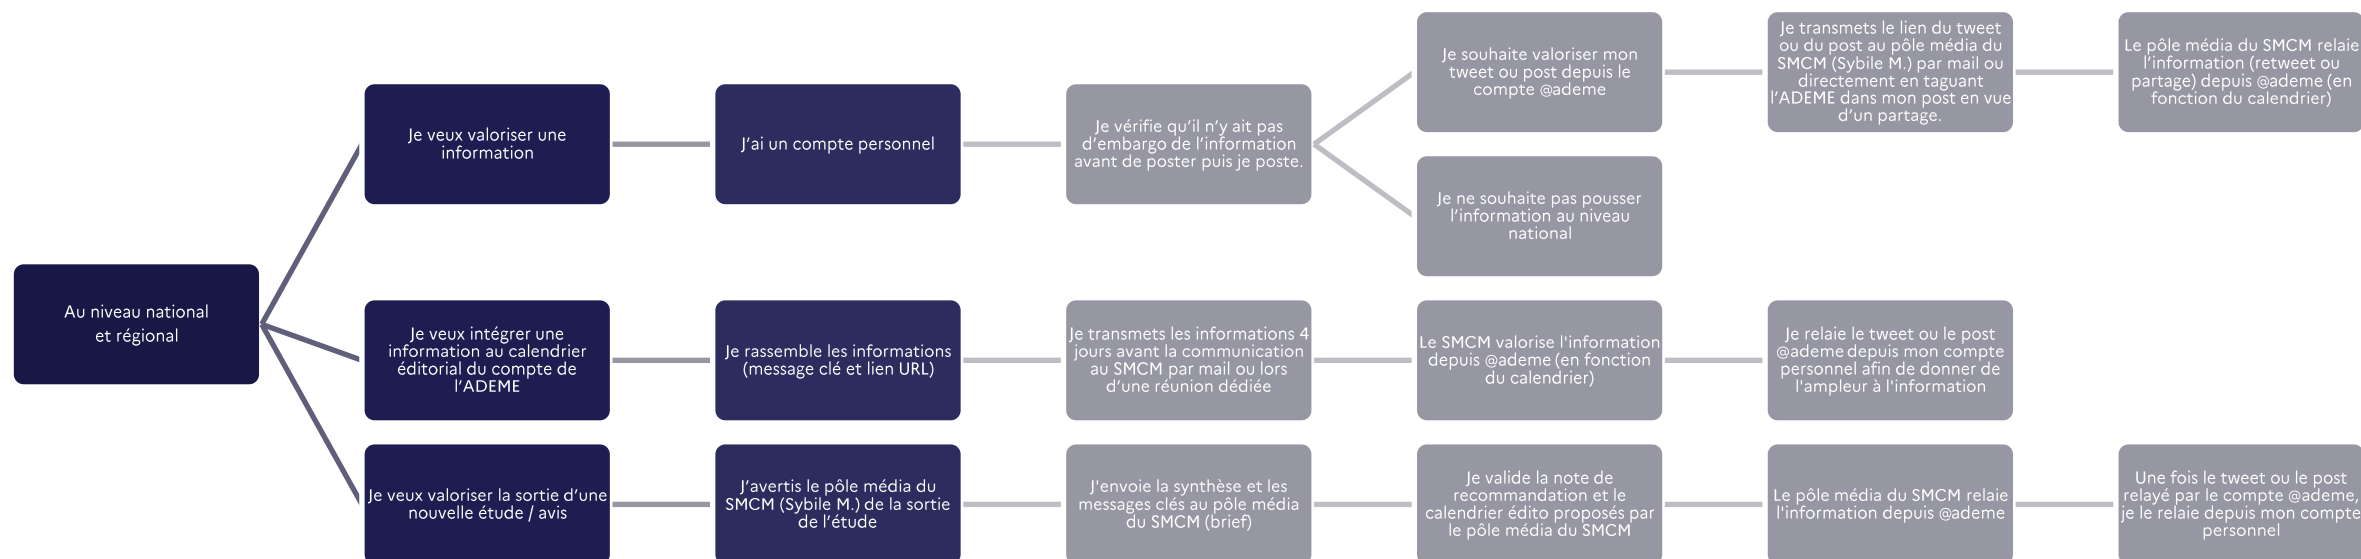 Au niveau national
et régional
Je veux valoriser une
information
J'ai un compte personnel
Je vérifie qu'il n'y ait pas
d'embargo de l'information
avant de poster puis je poste.
Je souhaite valoriser mon
tweet ou post depuis le
compte @ademe
Je transmets le lien du tweet
ou du post au pôle média du
SMCM (Sybile M.) par mail ou
directement en taguant
l'ADEME dans mon post en vue
d'un partage.
Le pôle média du SMCM relaie
l'information (retweet ou
partage) depuis @ademe (en
fonction du calendrier)
Je ne souhaite pas pousser
l'information au niveau
national
Je veux intégrer une
information au calendrier
éditorial du compte de
l'ADEME
Je rassemble les informations
(message clé et lien URL)
Je transmets les informations 4
jours avant la communication
au SMCM par mail ou lors
d'une réunion dédiée
Le SMCM valorise l'information
depuis @ademe (en fonction
du calendrier)
Je relaie le tweet ou le post
@ademe depuis mon compte
personnel afin de donner de
l'ampleur à l'information
Je veux valoriser la sortie d'une
nouvelle étude / avis
J'avertis le pôle média du
SMCM (Sybile M.) de la sortie
de l'étude
J'envoie la synthèse et les
messages clés au pôle média
du SMCM (brief)
Je valide la note de
recommandation et le
calendrier édito proposés par
le pôle média du SMCM
Le pôle média du SMCM relaie
l'information depuis @ademe
Une fois le tweet ou le post
relayé par le compte @ademe,
je le relaie depuis mon compte
personnel